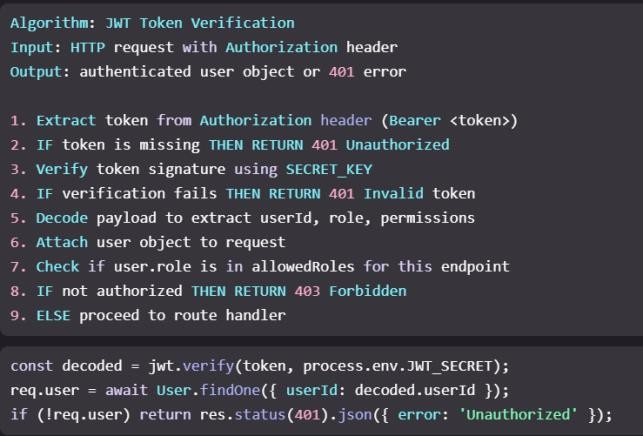 Algorithm: JWT Token Verification
Input: HTTP request with Authorization header
Output: authenticated user object or 401 error
1. Extract token from Authorization header (Bearer <token>)
2. IF token is missing THEN RETURN 401 Unauthorized
3. Verify token signature using SECRET_KEY
4. IF verification fails THEN RETURN 401 Invalid token
5. Decode payload to extract userId, role, permissions
6. Attach user object to request
7. Check if user.role is in allowedRoles for this endpoint
8. IF not authorized THEN RETURN 403 Forbidden
9. ELSE proceed to route handler
const decoded = jwt.verify(token, process.env.JWT_SECRET);
req.user = await User.findOne({ userId: decoded.userId });
if (!req.user) return res.status(401).json({ error: 'Unauthorized' });